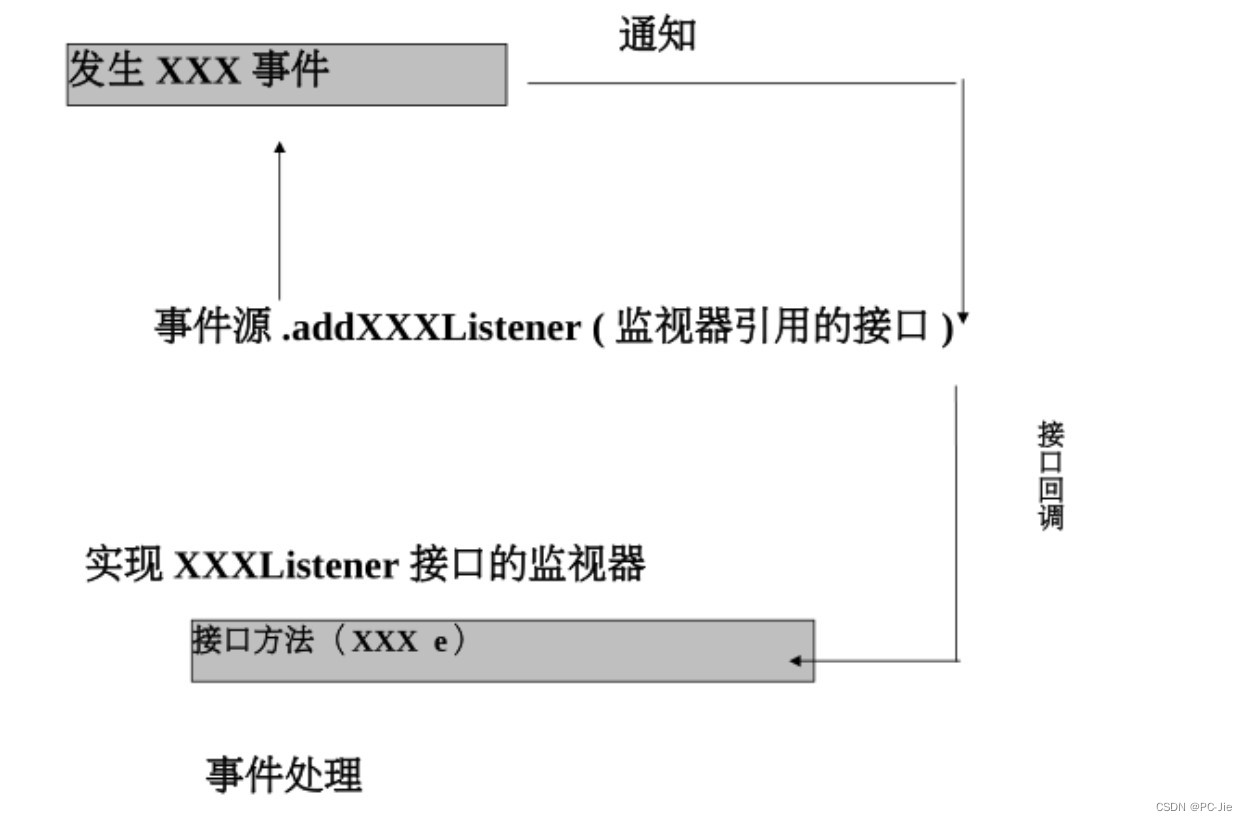 通知
发生 XXX 事件
事件源 .addXXXListener ( 监视器引用的接口 )
接口回调
实现 XXXListener 接口的监视器
接口方法（XXX e）
事件处理
CSDN @PC-Jie